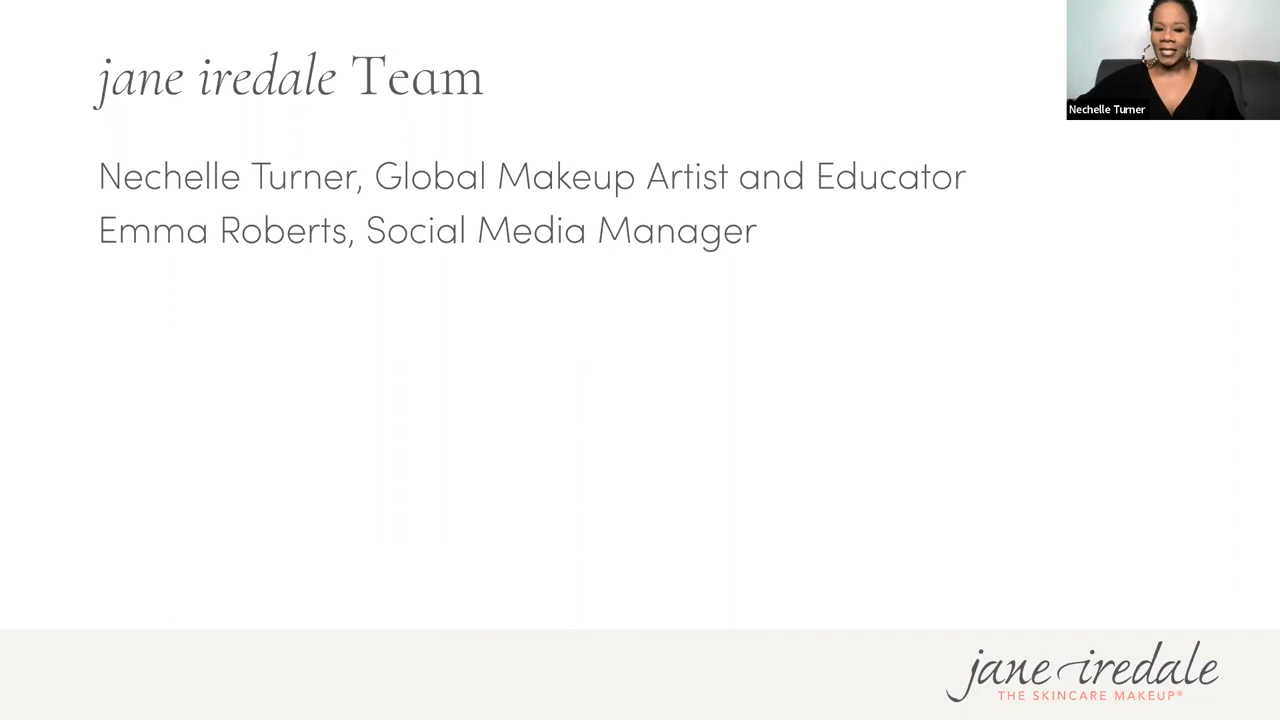 jane iredale Team
Nechelle Turner
Nechelle Turner, Global Makeup Artist and Educator
Emma Roberts, Social Media Manager
jane iredale
THE SKINCARE MAKEUP®